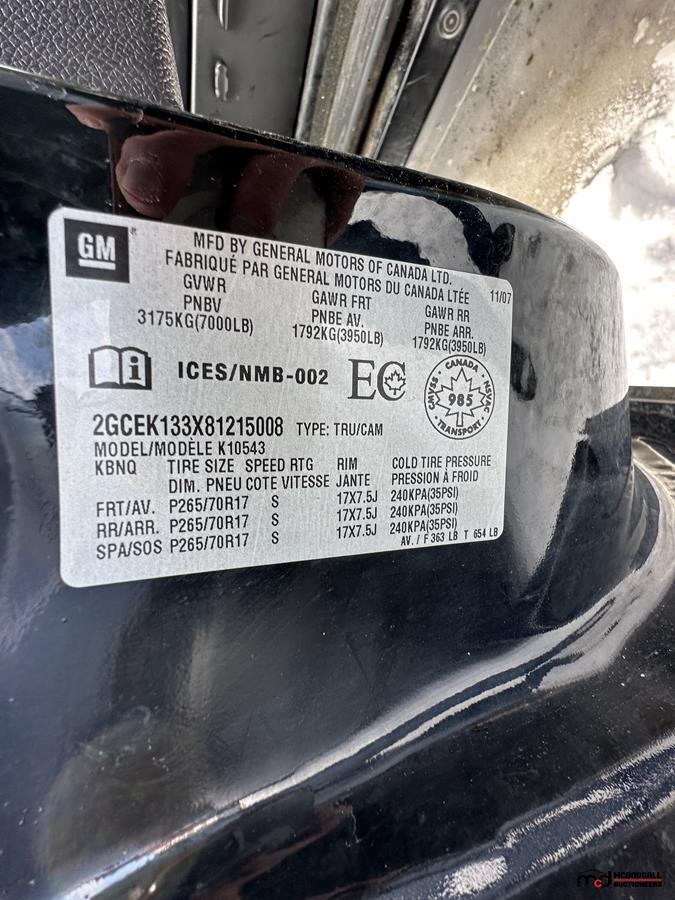 GM
MFD BY GENERAL MOTORS OF CANADA LTD.
FABRIQUÉ PAR GENERAL MOTORS DU CANADA LTÉE
11/07
GVWR GAWR FRT GAWR RR
PNBV PNBE AV. PNBE ARR.
3175KG(7000LB) 1792KG(3950LB) 1792KG(3950LB)
i ICES/NMB-002 EC
CANADA
CMVSS 985 NSVAC
TRANSPORT
2GCEK133X81215008 TYPE: TRU/CAM
MODEL/MODÈLE K10543
KBNQ TIRE SIZE SPEED RTG RIM COLD TIRE PRESSURE
DIM. PNEU COTE VITESSE JANTE PRESSION À FROID
FRT/AV. P265/70R17 S 17X7.5J 240KPA(35PSI)
RR/ARR. P265/70R17 S 17X7.5J 240KPA(35PSI)
SPA/SOS P265/70R17 S 17X7.5J 240KPA(35PSI)
AV. / F 363 LB T 654 LB
mcd MCDOUGALL
AUCTIONEERS